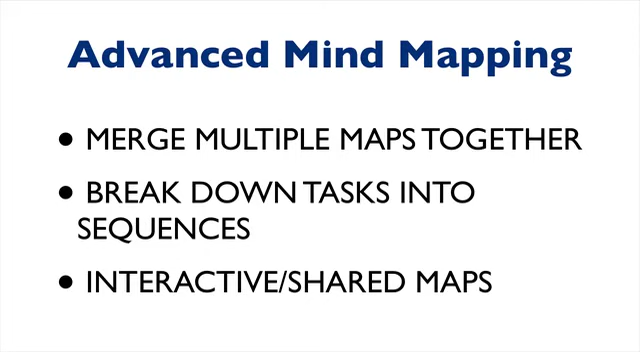 Advanced Mind Mapping
• MERGE MULTIPLE MAPS TOGETHER
• BREAK DOWN TASKS INTO
SEQUENCES
• INTERACTIVE/SHARED MAPS